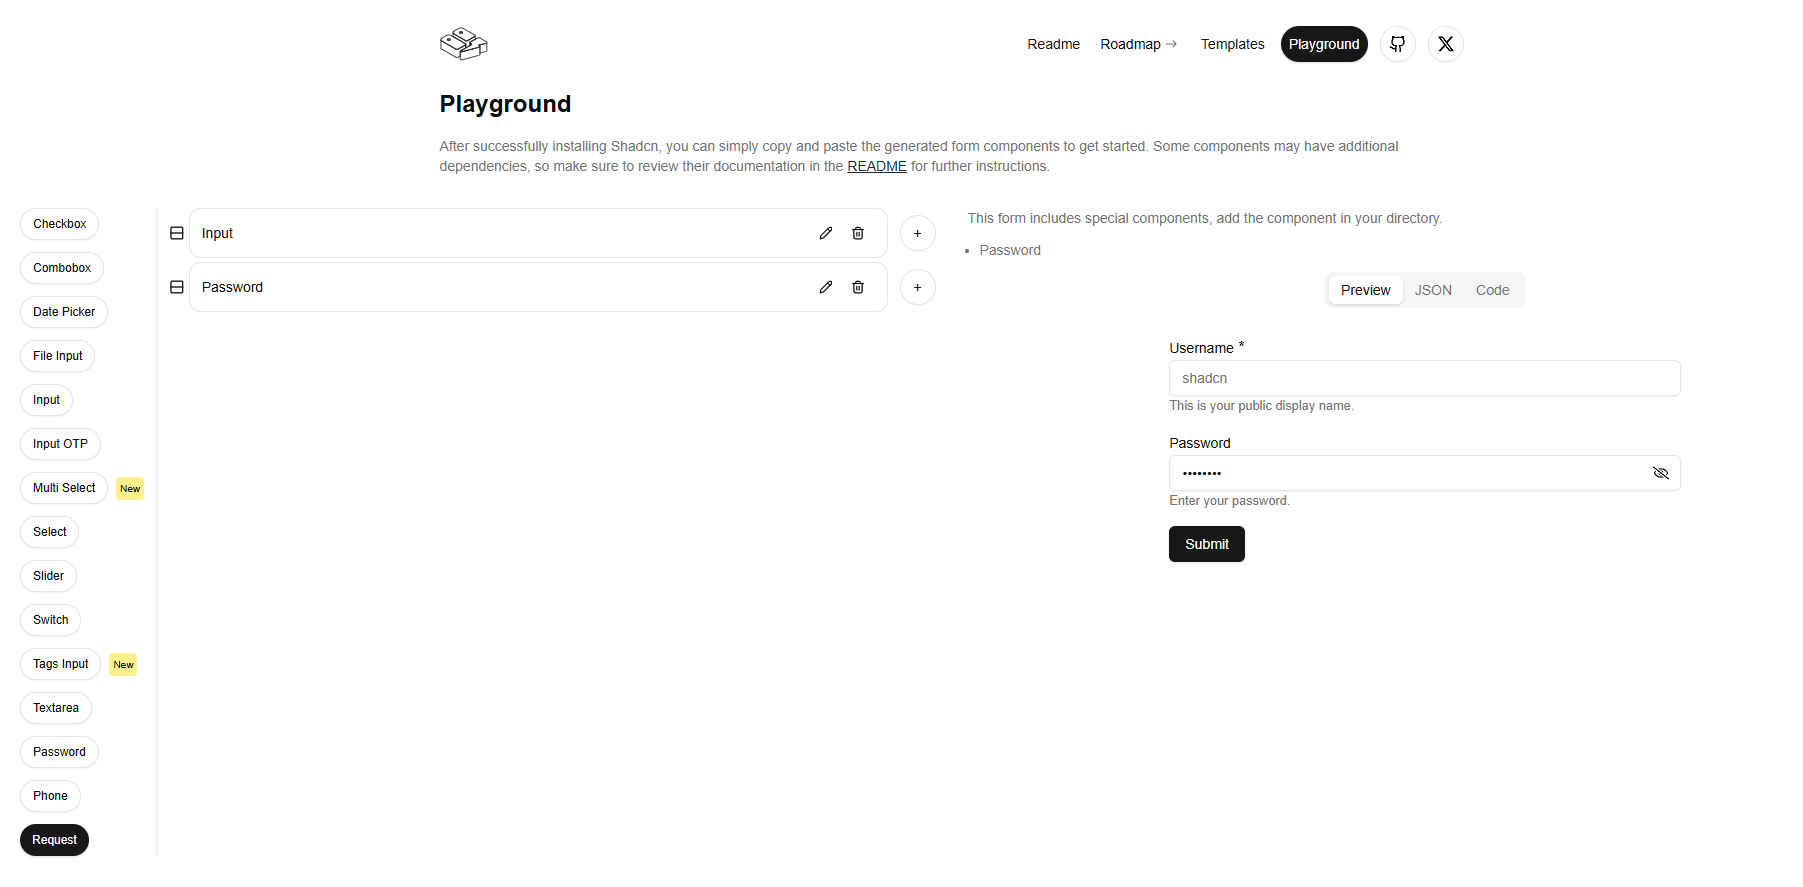 Readme
Roadmap →
Templates
Playground
Playground
After successfully installing Shadcn, you can simply copy and paste the generated form components to get started. Some components may have additional
dependencies, so make sure to review their documentation in the README for further instructions.
Checkbox
Combobox
Date Picker
File Input
Input
Input OTP
Multi Select New
Select
Slider
Switch
Tags Input New
Textarea
Password
Phone
Request
Input
+
Password
+
This form includes special components, add the component in your directory.
• Password
Preview JSON Code
Username *
shadcn
This is your public display name.
Password
••••••••
Enter your password.
Submit